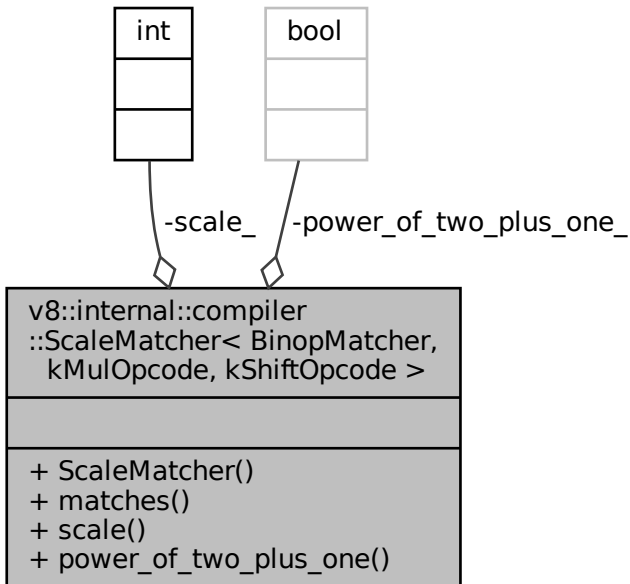 int
bool
-scale_
-power_of_two_plus_one_
v8::internal::compiler
::ScaleMatcher< BinopMatcher,
kMulOpcode, kShiftOpcode >
+ ScaleMatcher()
+ matches()
+ scale()
+ power_of_two_plus_one()